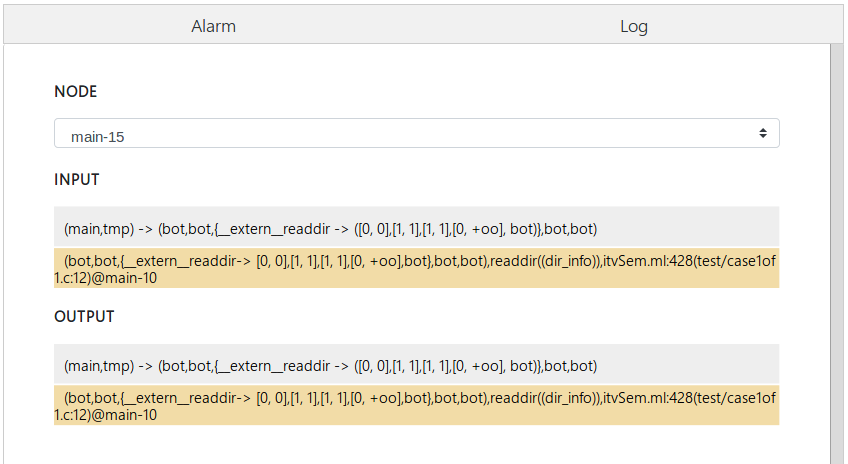 Alarm Log
NODE
main-15
INPUT
(main,tmp) -> (bot,bot,{__extern__readdir -> ([0, 0],[1, 1],[1, 1],[0, +oo], bot)},bot,bot)
(bot,bot,{__extern__readdir-> [0, 0],[1, 1],[1, 1],[0, +oo],bot},bot,bot),readdir((dir_info)),itvSem.ml:428(test/case1of
1.c:12)@main-10
OUTPUT
(main,tmp) -> (bot,bot,{__extern__readdir -> ([0, 0],[1, 1],[1, 1],[0, +oo], bot)},bot,bot)
(bot,bot,{__extern__readdir-> [0, 0],[1, 1],[1, 1],[0, +oo],bot},bot,bot),readdir((dir_info)),itvSem.ml:428(test/case1of
1.c:12)@main-10